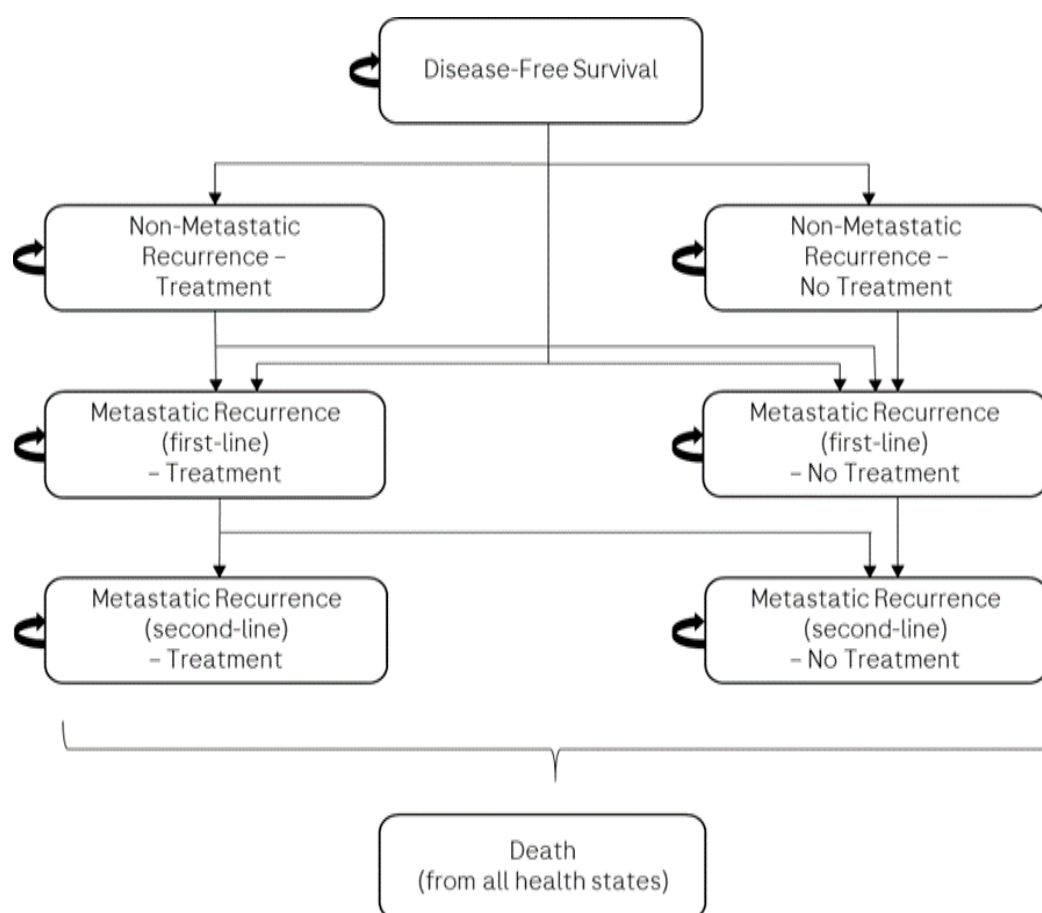 Disease-Free Survival
Non-Metastatic
Recurrence –
Treatment
Non-Metastatic
Recurrence –
No Treatment
Metastatic Recurrence
(first-line)
– Treatment
Metastatic Recurrence
(first-line)
– No Treatment
Metastatic Recurrence
(second-line)
– Treatment
Metastatic Recurrence
(second-line)
– No Treatment
Death
(from all health states)